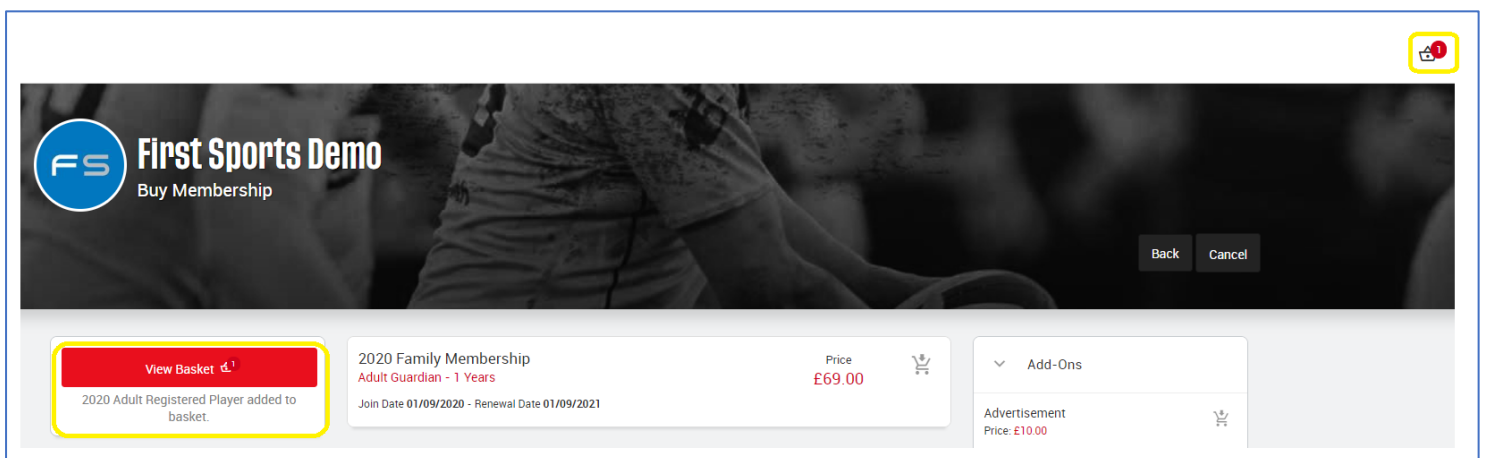 1
FS
First Sports Demo
Buy Membership
Back Cancel
View Basket 1
2020 Adult Registered Player added to
basket.
2020 Family Membership
Adult Guardian - 1 Years
Join Date 01/09/2020 - Renewal Date 01/09/2021
Price
£69.00
Add-Ons
Advertisement
Price: £10.00